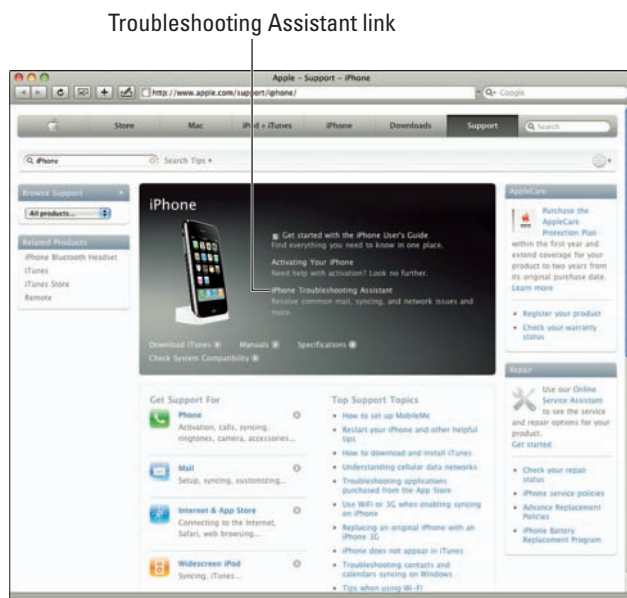 Troubleshooting Assistant link
Apple – Support – iPhone
http://www.apple.com/support/iphone/
Google
Store
Mac
iPod + iTunes
iPhone
Downloads
Support
Search
iPhone
Search Tips
Browse Support
All products...
Related Products
iPhone Bluetooth Headset
iTunes
iTunes Store
Remote
iPhone
Get started with the iPhone User's Guide
Find everything you need to know in one place.
Activating Your iPhone
Need help with activation? Look no further.
iPhone Troubleshooting Assistant
Resolve common mail, syncing, and network issues and
more.
Download iTunes
Manuals
Specifications
Check System Compatibility
AppleCare
Purchase the
AppleCare
Protection Plan
within the first year and
extend coverage for your
product to two years from
its original purchase date.
Learn more
Register your product
Check your warranty
status
Repair
Use our Online
Service Assistant
to see the service
and repair options for your
product.
Get started
Check your repair
status
iPhone service policies
Advance Replacement
Policies
iPhone Battery
Replacement Program
Get Support For
Phone
Activation, calls, syncing,
ringtones, camera, accessories...
Mail
Setup, syncing, customizing...
Internet & App Store
Connecting to the Internet,
Safari, web browsing...
Widescreen iPod
Syncing, iTunes...
Top Support Topics
How to set up MobileMe
Restart your iPhone and other helpful
tips
How to download and install iTunes
Understanding cellular data networks
Troubleshooting applications
purchased from the App Store
Use WiFi or 3G when enabling syncing
on iPhone
Replacing an original iPhone with an
iPhone 3G
iPhone does not appear in iTunes
Troubleshooting contacts and
calendars syncing on Windows
Tips when using Wi-Fi